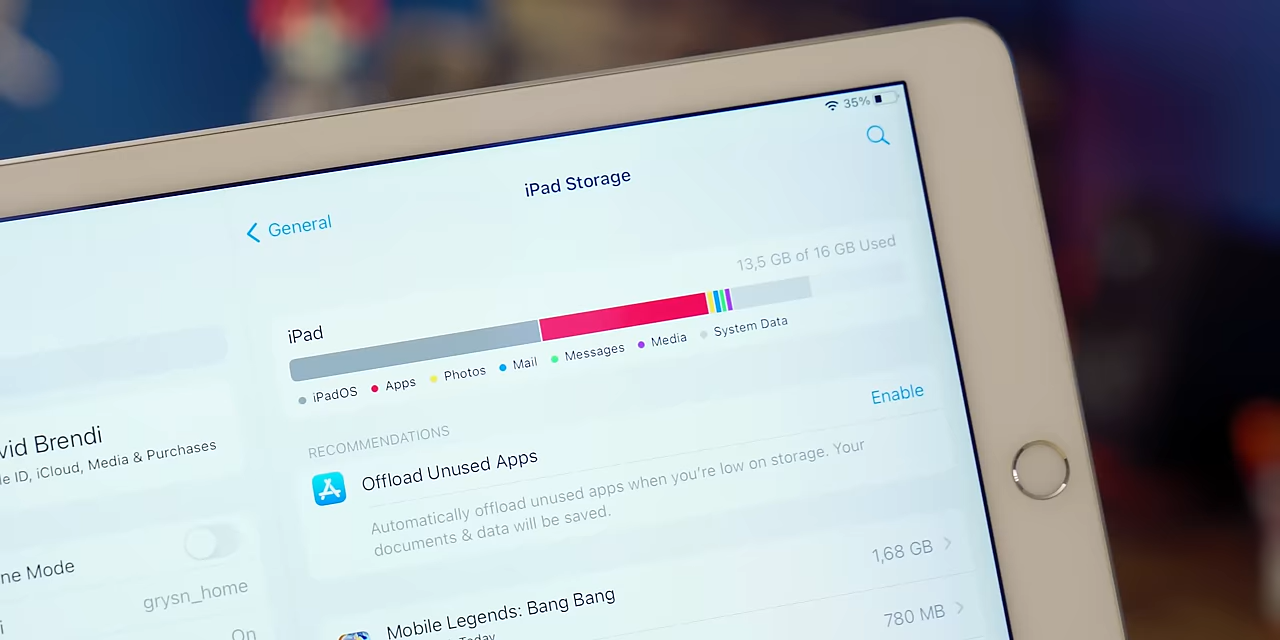 35%
iPad Storage
General
13,5 GB of 16 GB Used
iPad
iPadOS Apps Photos Mail Messages Media System Data
RECOMMENDATIONS
Offload Unused Apps
Enable
Automatically offload unused apps when you're low on storage. Your
documents & data will be saved.
Mobile Legends: Bang Bang
1,68 GB
Today
780 MB
vid Brendi
le ID, iCloud, Media & Purchases
ne Mode
grysn_home
On